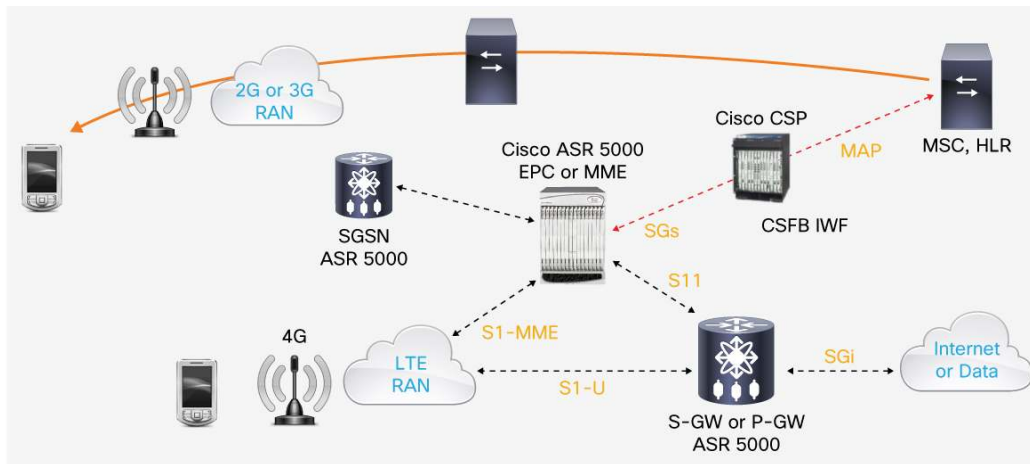 2G or 3G
RAN
Cisco CSP
MAP
MSC, HLR
Cisco ASR 5000
EPC or MME
CSFB IWF
SGSN
ASR 5000
SGs
S11
S1-MME
4G
LTE
RAN
S1-U
SGi
Internet
or Data
S-GW or P-GW
ASR 5000